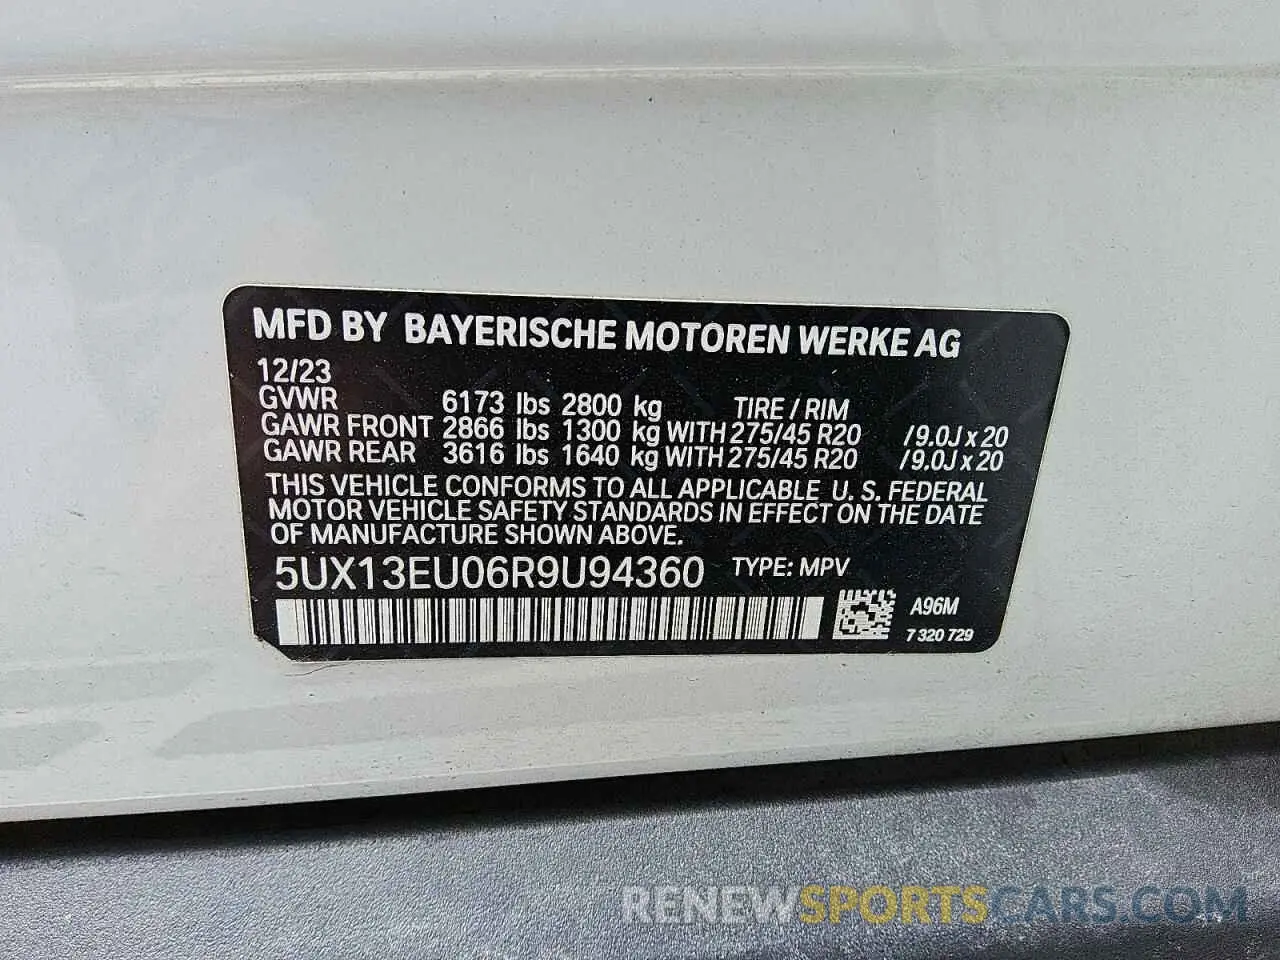 MFD BY BAYERISCHE MOTOREN WERKE AG
12/23
GVWR 6173 lbs 2800 kg TIRE / RIM
GAWR FRONT 2866 lbs 1300 kg WITH 275/45 R20 /9.0J x 20
GAWR REAR 3616 lbs 1640 kg WITH 275/45 R20 /9.0J x 20
THIS VEHICLE CONFORMS TO ALL APPLICABLE U. S. FEDERAL
MOTOR VEHICLE SAFETY STANDARDS IN EFFECT ON THE DATE
OF MANUFACTURE SHOWN ABOVE.
5UX13EU06R9U94360 TYPE: MPV
A96M
7 320 729
RENEWSPORTSCARS.COM